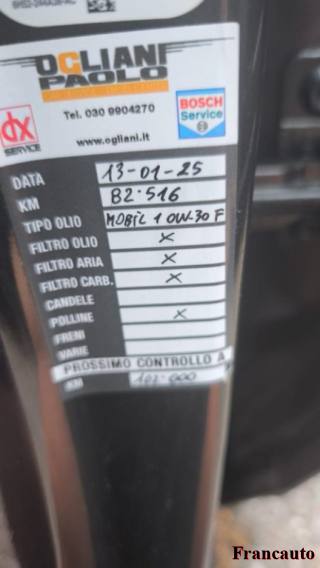 OGLIANI
PAOLO
Tel. 030 9904270
www.ogliani.it
SERVICE
BOSCH
Service
DATA 13-01-25
KM 82.516
TIPO OLIO MOBIL 1 0W-30 F
FILTRO OLIO X
FILTRO ARIA X
FILTRO CARB. X
CANDELE
POLLINE X
FRENI
VARIE
PROSSIMO CONTROLLO A
KM 102.000
Francauto